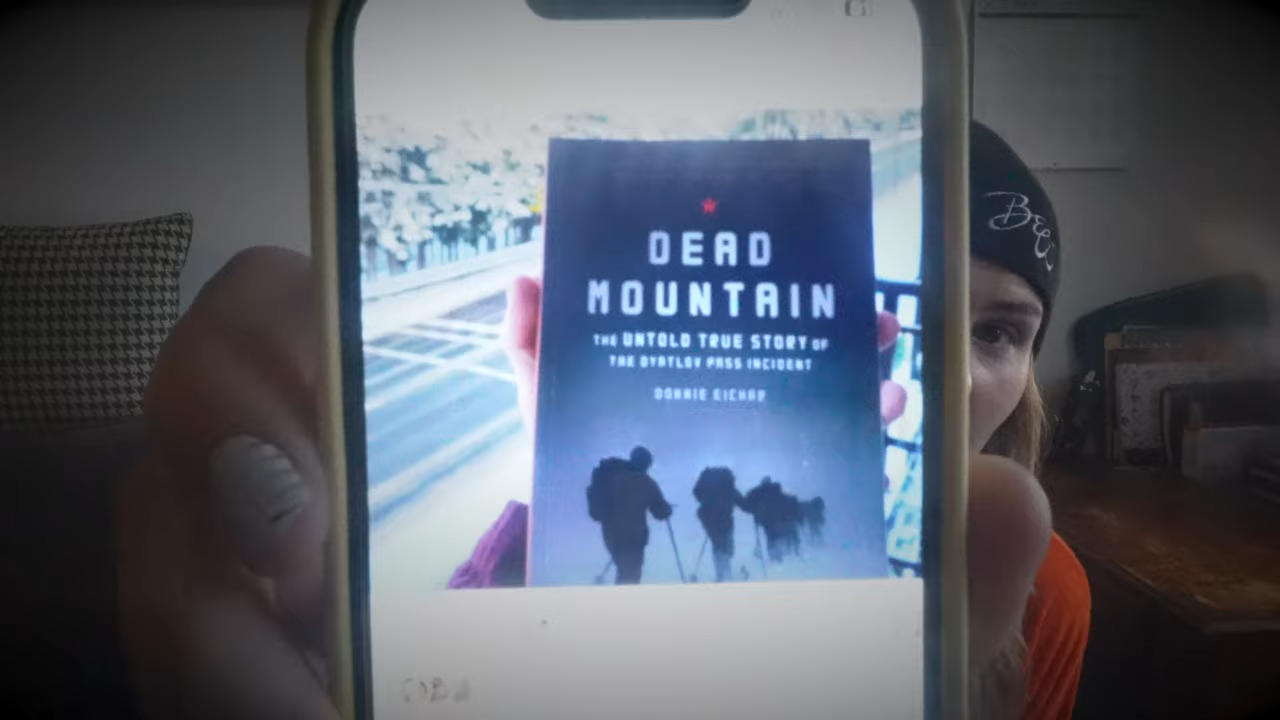 DEAD
MOUNTAIN
THE UNTOLD TRUE STORY OF
THE DYATLOV PASS INCIDENT
DONNIE EICHAR